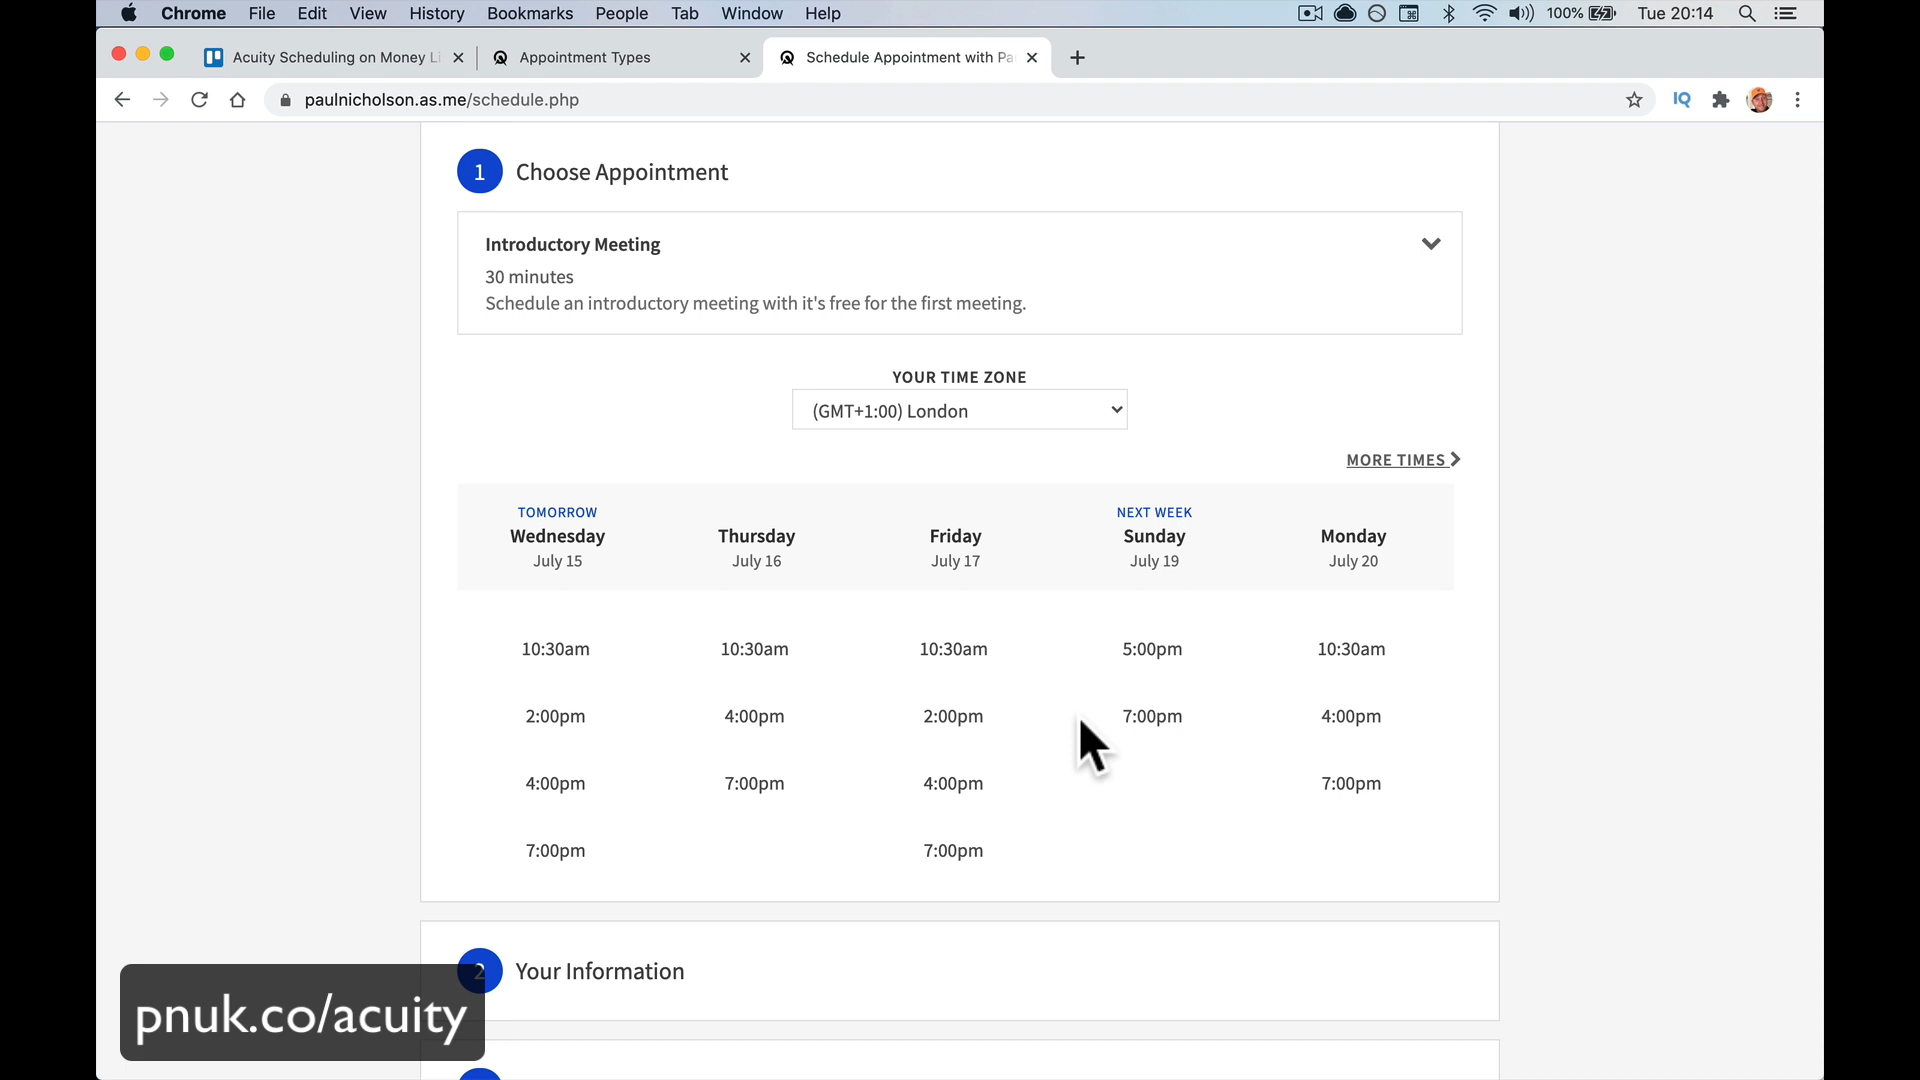 Chrome File Edit View History Bookmarks People Tab Window Help 100% Tue 20:14
Acuity Scheduling on Money Li Appointment Types Schedule Appointment with Pa
paulnicholson.as.me/schedule.php IQ
1 Choose Appointment
Introductory Meeting
30 minutes
Schedule an introductory meeting with it's free for the first meeting.
YOUR TIME ZONE
(GMT+1:00) London
MORE TIMES
TOMORROW NEXT WEEK
Wednesday Thursday Friday Sunday Monday
July 15 July 16 July 17 July 19 July 20
10:30am 10:30am 10:30am 5:00pm 10:30am
2:00pm 4:00pm 2:00pm 7:00pm 4:00pm
4:00pm 7:00pm 4:00pm 7:00pm
7:00pm 7:00pm
2 Your Information
pnuk.co/acuity